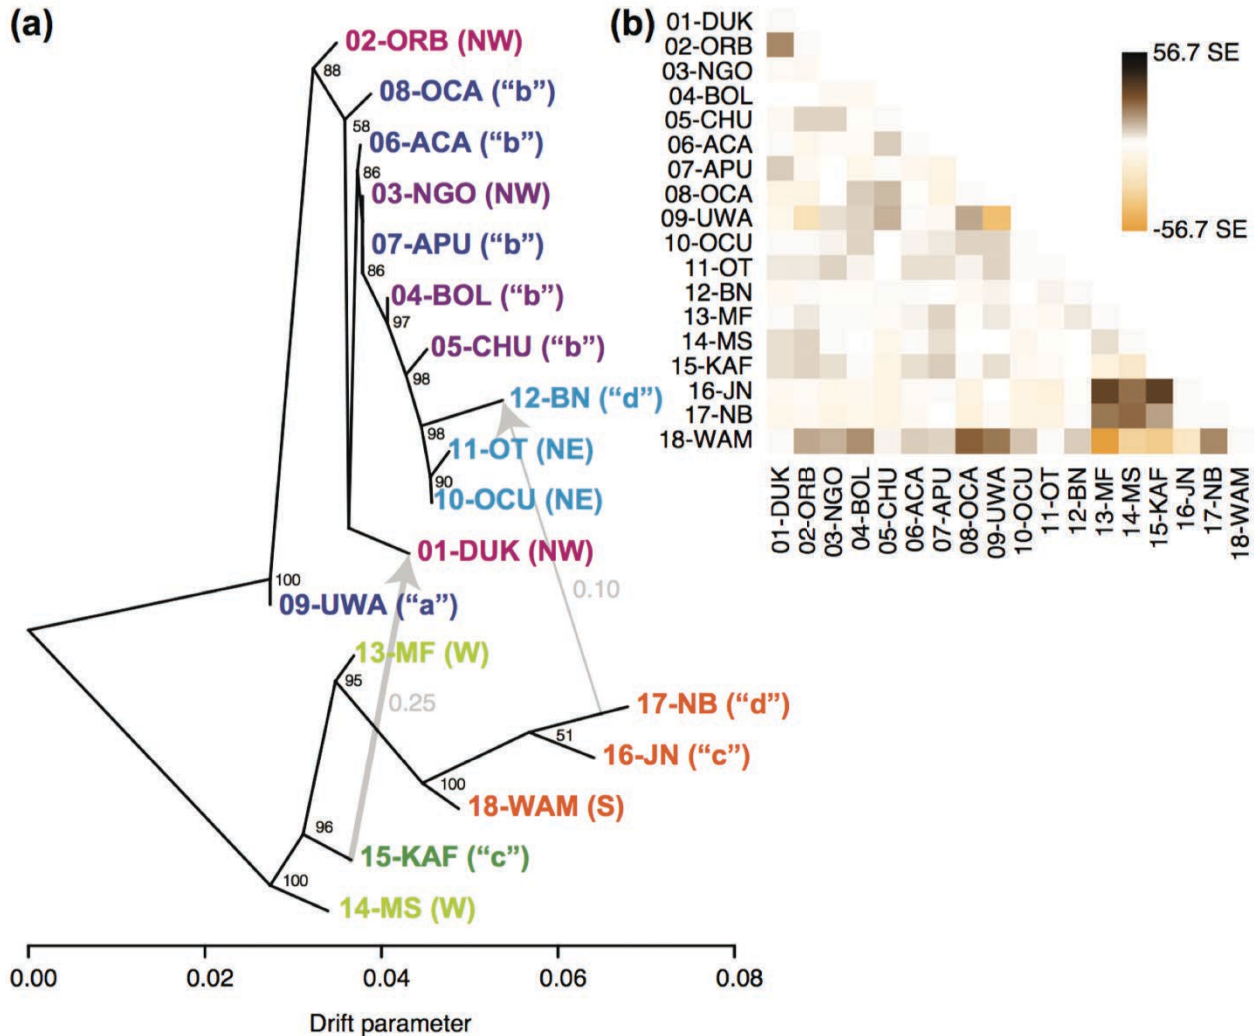 (a)
02-ORB (NW)
88
08-OCA (“b”)
58
06-ACA (“b”)
86
03-NGO (NW)
07-APU (“b”)
86
04-BOL (“b”)
97
05-CHU (“b”)
98
12-BN (“d”)
98
11-OT (NE)
90
10-OCU (NE)
01-DUK (NW)
100
0.10
09-UWA (“a”)
13-MF (W)
95
0.25
17-NB (“d”)
51
16-JN (“c”)
100
18-WAM (S)
96
15-KAF (“c”)
100
14-MS (W)
0.00 0.02 0.04 0.06 0.08
Drift parameter
(b)
01-DUK
02-ORB
03-NGO
04-BOL
05-CHU
06-ACA
07-APU
08-OCA
09-UWA
10-OCU
11-OT
12-BN
13-MF
14-MS
15-KAF
16-JN
17-NB
18-WAM
56.7 SE
-56.7 SE
01-DUK
02-ORB
03-NGO
04-BOL
05-CHU
06-ACA
07-APU
08-OCA
09-UWA
10-OCU
11-OT
12-BN
13-MF
14-MS
15-KAF
16-JN
17-NB
18-WAM